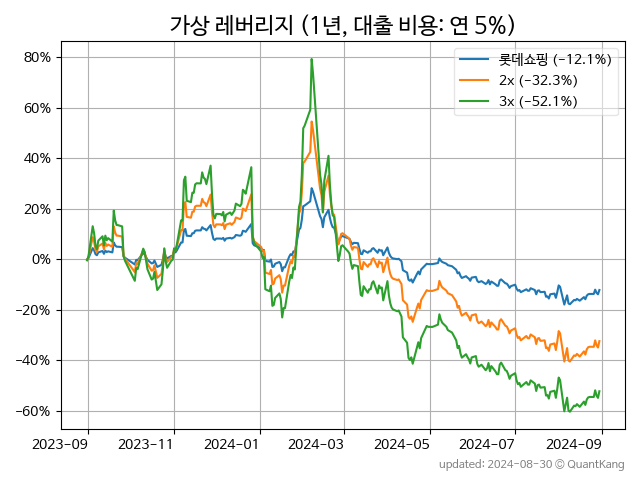 가상 레버리지 (1년, 대출 비용: 연 5%)
롯데쇼핑 (-12.1%)
2x (-32.3%)
3x (-52.1%)
80%
60%
40%
20%
0%
-20%
-40%
-60%
2023-09 2023-11 2024-01 2024-03 2024-05 2024-07 2024-09
updated: 2024-08-30 © QuantKang